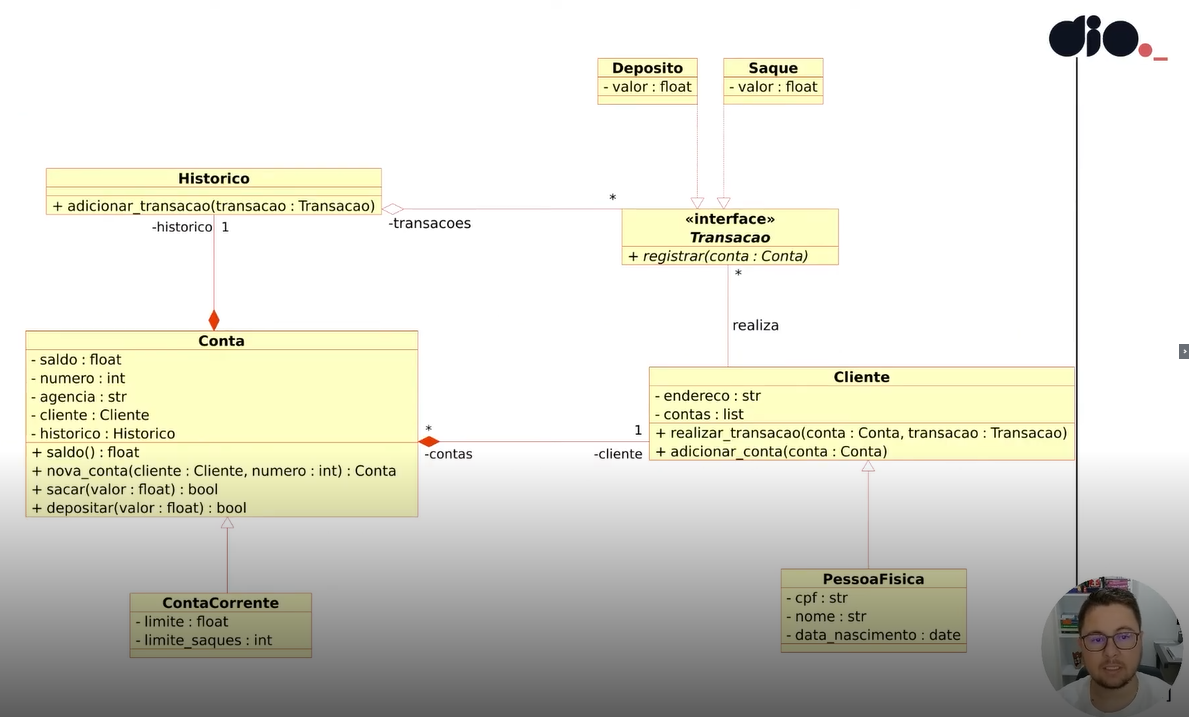 dio_
Deposito
- valor : float
Saque
- valor : float
Historico
+ adicionar_transacao(transacao : Transacao)
-historico 1
-transacoes
*
«interface»
Transacao
+ registrar(conta : Conta)
*
realiza
Conta
- saldo : float
- numero : int
- agencia : str
- cliente : Cliente
- historico : Historico
+ saldo() : float
+ nova_conta(cliente : Cliente, numero : int) : Conta
+ sacar(valor : float) : bool
+ depositar(valor : float) : bool
*
-contas
1
-cliente
Cliente
- endereco : str
- contas : list
+ realizar_transacao(conta : Conta, transacao : Transacao)
+ adicionar_conta(conta : Conta)
ContaCorrente
- limite : float
- limite_saques : int
PessoaFisica
- cpf : str
- nome : str
- data_nascimento : date